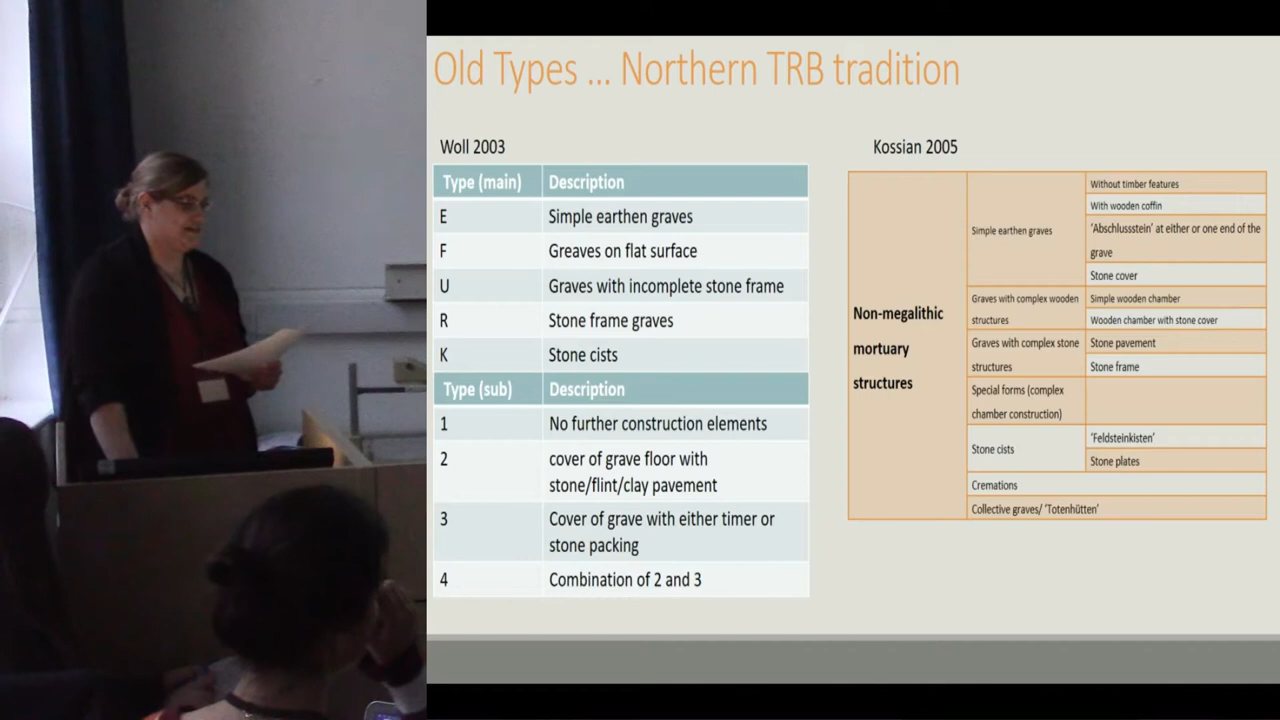 Old Types ... Northern TRB tradition
Woll 2003
Type (main) Description
E Simple earthen graves
F Greaves on flat surface
U Graves with incomplete stone frame
R Stone frame graves
K Stone cists
Type (sub) Description
1 No further construction elements
2 cover of grave floor with
stone/flint/clay pavement
3 Cover of grave with either timer or
stone packing
4 Combination of 2 and 3
Kossian 2005
Non-megalithic
mortuary
structures
Simple earthen graves
Without timber features
With wooden coffin
'Abschlussstein' at either or one end of the
grave
Stone cover
Graves with complex wooden
structures
Simple wooden chamber
Wooden chamber with stone cover
Graves with complex stone
structures
Stone pavement
Stone frame
Special forms (complex
chamber construction)
Stone cists
'Feldsteinkisten'
Stone plates
Cremations
Collective graves/ 'Totenhütten'